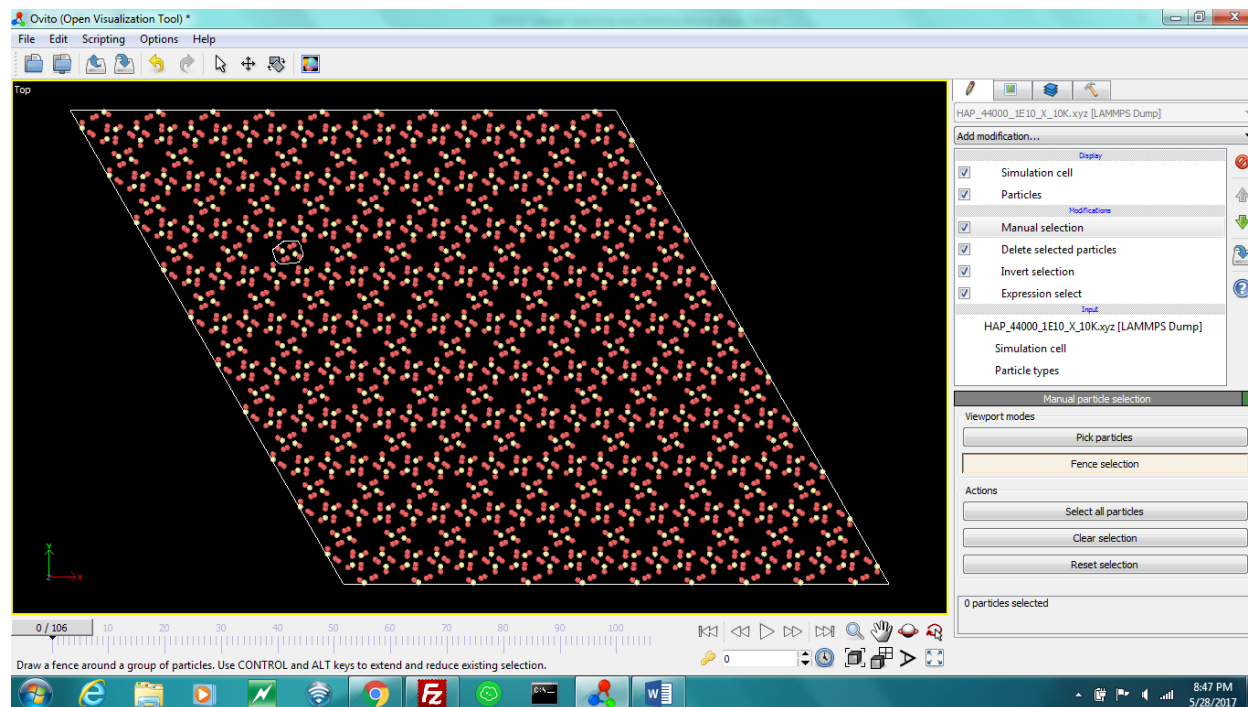 Ovito (Open Visualization Tool) *
File Edit Scripting Options Help
Top
HAP_44000_1E10_X_10K.xyz [LAMMPS Dump]
Add modification...
Display
Simulation cell
Particles
Modifications
Manual selection
Delete selected particles
Invert selection
Expression select
Input
HAP_44000_1E10_X_10K.xyz [LAMMPS Dump]
Simulation cell
Particle types
Manual particle selection
Viewport modes
Pick particles
Fence selection
Actions
Select all particles
Clear selection
Reset selection
0 particles selected
Y
z x
0 / 106 10 20 30 40 50 60 70 80 90 100
0
Draw a fence around a group of particles. Use CONTROL and ALT keys to extend and reduce existing selection.
8:47 PM
5/28/2017